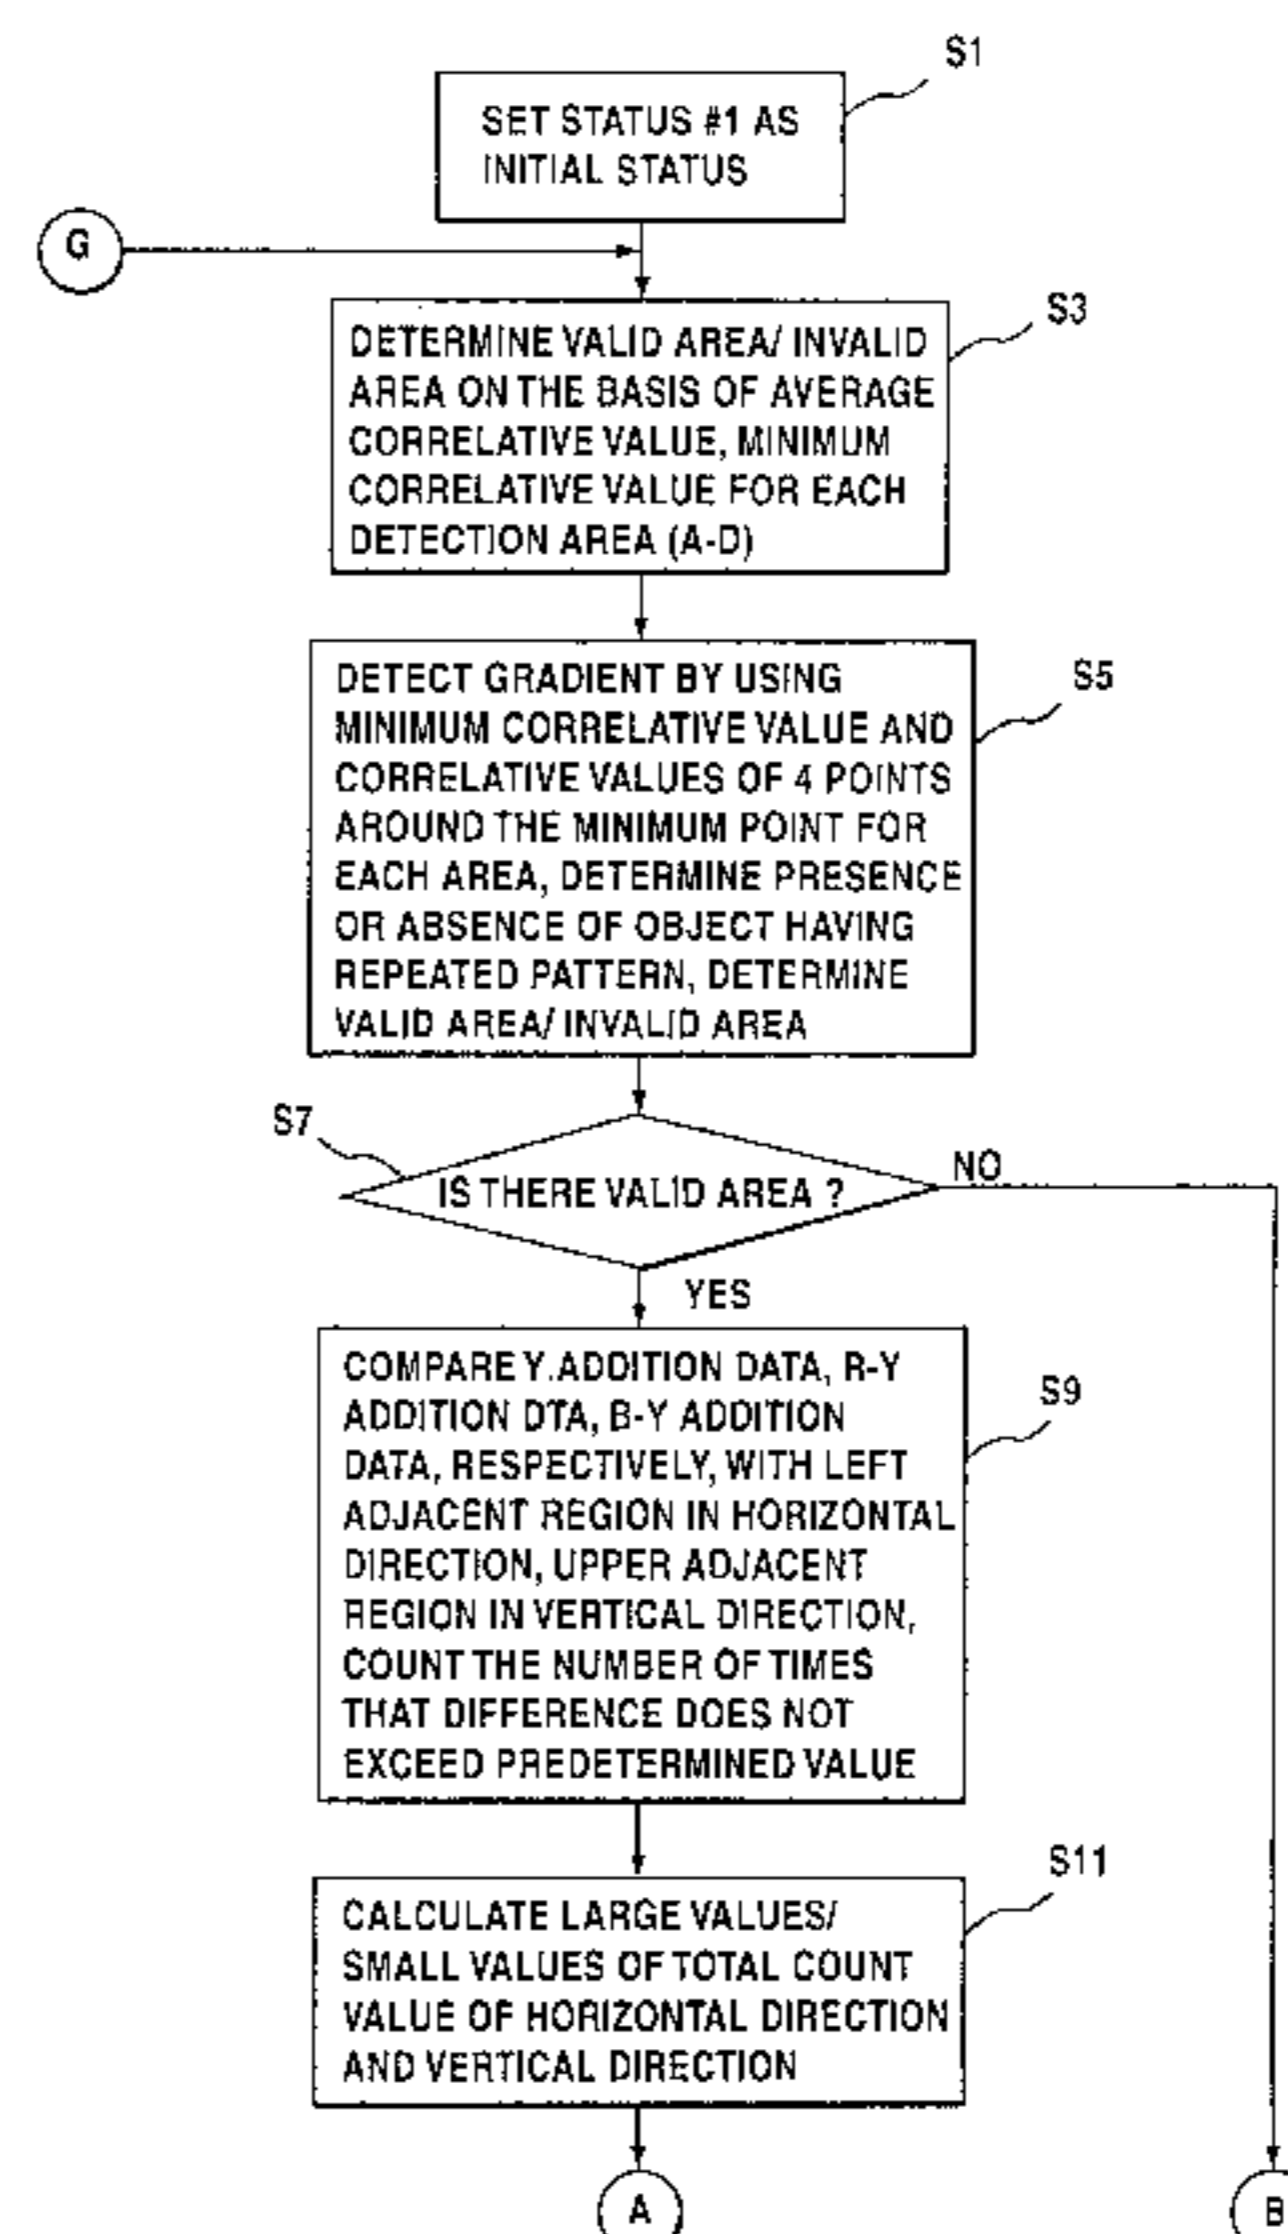 S1
SET STATUS #1 AS
INITIAL STATUS
G
S3
DETERMINE VALID AREA/ INVALID
AREA ON THE BASIS OF AVERAGE
CORRELATIVE VALUE, MINIMUM
CORRELATIVE VALUE FOR EACH
DETECTION AREA (A-D)
S5
DETECT GRADIENT BY USING
MINIMUM CORRELATIVE VALUE AND
CORRELATIVE VALUES OF 4 POINTS
AROUND THE MINIMUM POINT FOR
EACH AREA, DETERMINE PRESENCE
OR ABSENCE OF OBJECT HAVING
REPEATED PATTERN, DETERMINE
VALID AREA/ INVALID AREA
S7
IS THERE VALID AREA ?
NO
YES
S9
COMPARE Y.ADDITION DATA, R-Y
ADDITION DTA, B-Y ADDITION
DATA, RESPECTIVELY, WITH LEFT
ADJACENT REGION IN HORIZONTAL
DIRECTION, UPPER ADJACENT
REGION IN VERTICAL DIRECTION,
COUNT THE NUMBER OF TIMES
THAT DIFFERENCE DOES NOT
EXCEED PREDETERMINED VALUE
S11
CALCULATE LARGE VALUES/
SMALL VALUES OF TOTAL COUNT
VALUE OF HORIZONTAL DIRECTION
AND VERTICAL DIRECTION
A
B